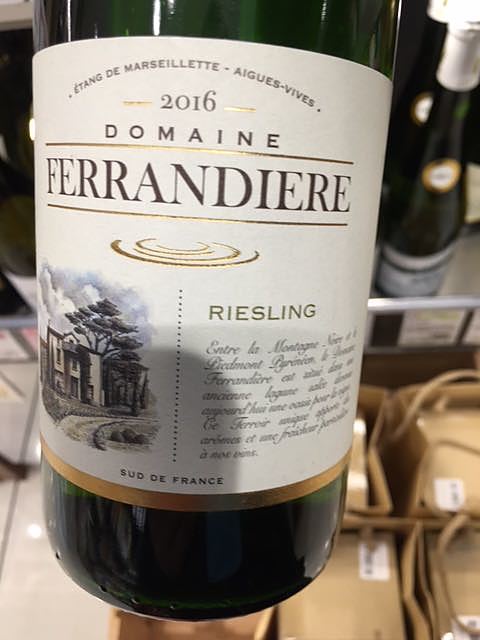 ÉTANG DE MARSEILLETTE - AIGUES-VIVES
2016
DOMAINE
FERRANDIERE
RIESLING
Entre la Montagne Noire et le
Piedmont Pyrénéen, le Domaine
Ferrandière est situé dans une
ancienne lagune salée devenue
aujourd'hui une oasis pour la vigne.
Ce Terroir unique apporte
arômes et une fraîcheur particulière
à nos vins.
SUD DE FRANCE